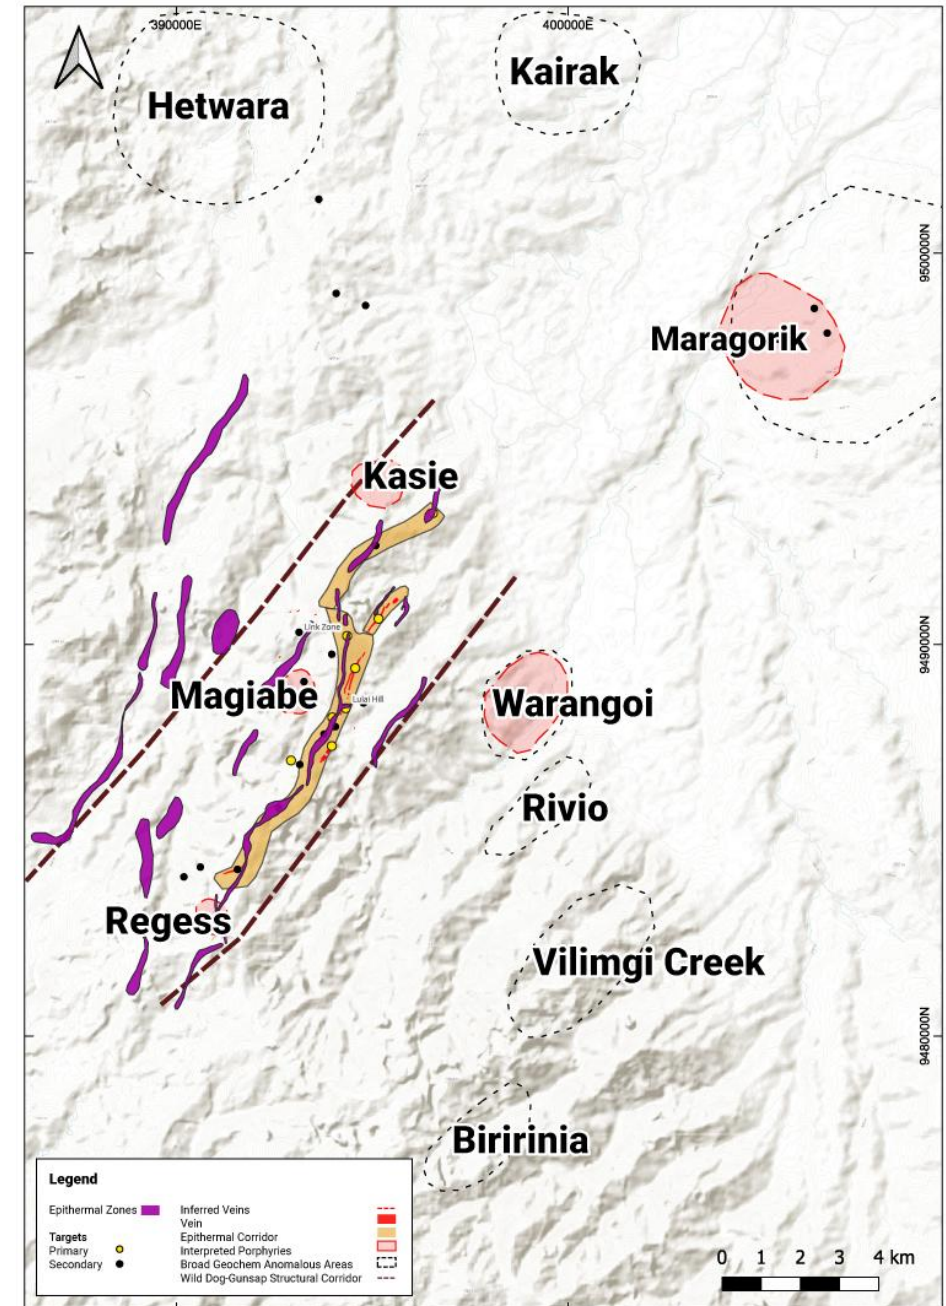 390000E
400000E
Hetwara
Kairak
9500000N
Maragorik
Kasie
Link Zone
9490000N
Magiabe
Lulai Hill
Warangoi
Rivio
Regess
Vilimgi Creek
9480000N
Biririnia
Legend
Epithermal Zones
Targets
Primary
Secondary
Inferred Veins
Vein
Epithermal Corridor
Interpreted Porphyries
Broad Geochem Anomalous Areas
Wild Dog-Gunsap Structural Corridor
0 1 2 3 4 km